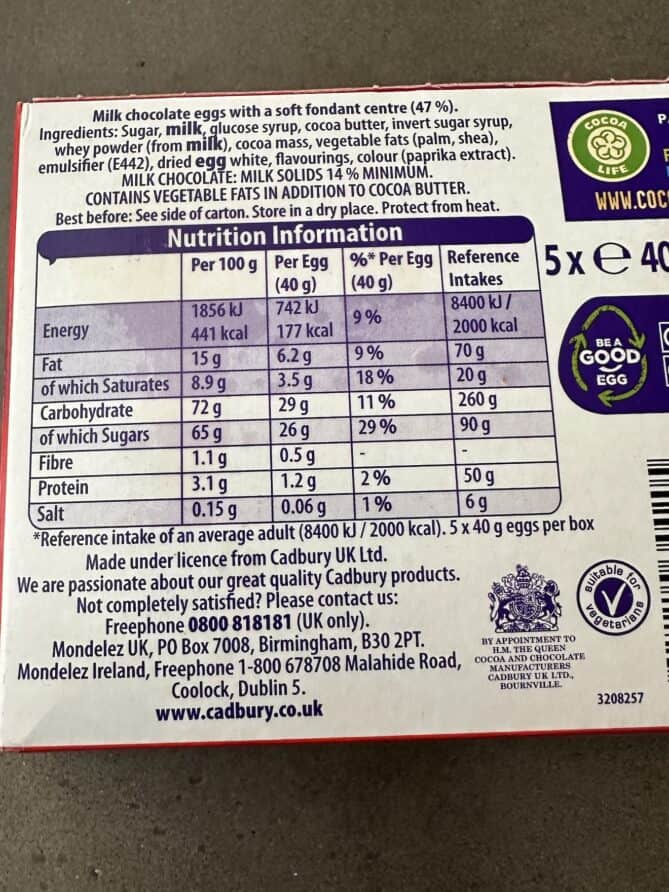 Milk chocolate eggs with a soft fondant centre (47 %).
Ingredients: Sugar, milk, glucose syrup, cocoa butter, invert sugar syrup,
whey powder (from milk), cocoa mass, vegetable fats (palm, shea),
emulsifier (E442), dried egg white, flavourings, colour (paprika extract).
MILK CHOCOLATE: MILK SOLIDS 14 % MINIMUM.
CONTAINS VEGETABLE FATS IN ADDITION TO COCOA BUTTER.
Best before: See side of carton. Store in a dry place. Protect from heat.
Nutrition Information
Per 100 g Per Egg (40 g) %* Per Egg (40 g) Reference Intakes
Energy 1856 kJ 441 kcal 742 kJ 177 kcal 9 % 8400 kJ / 2000 kcal
Fat 15 g 6.2 g 9 % 70 g
of which Saturates 8.9 g 3.5 g 18 % 20 g
Carbohydrate 72 g 29 g 11 % 260 g
of which Sugars 65 g 26 g 29 % 90 g
Fibre 1.1 g 0.5 g - -
Protein 3.1 g 1.2 g 2 % 50 g
Salt 0.15 g 0.06 g 1 % 6 g
*Reference intake of an average adult (8400 kJ / 2000 kcal). 5 x 40 g eggs per box
Made under licence from Cadbury UK Ltd.
We are passionate about our great quality Cadbury products.
Not completely satisfied? Please contact us:
Freephone 0800 818181 (UK only).
Mondelez UK, PO Box 7008, Birmingham, B30 2PT.
Mondelez Ireland, Freephone 1-800 678708 Malahide Road,
Coolock, Dublin 5.
www.cadbury.co.uk
COCOA
LIFE
WWW.COC
5 x e 40
BE A
GOOD
EGG
BY APPOINTMENT TO
H.M. THE QUEEN
COCOA AND CHOCOLATE
MANUFACTURERS
CADBURY UK LTD.,
BOURNVILLE.
suitable for
vegetarians
3208257